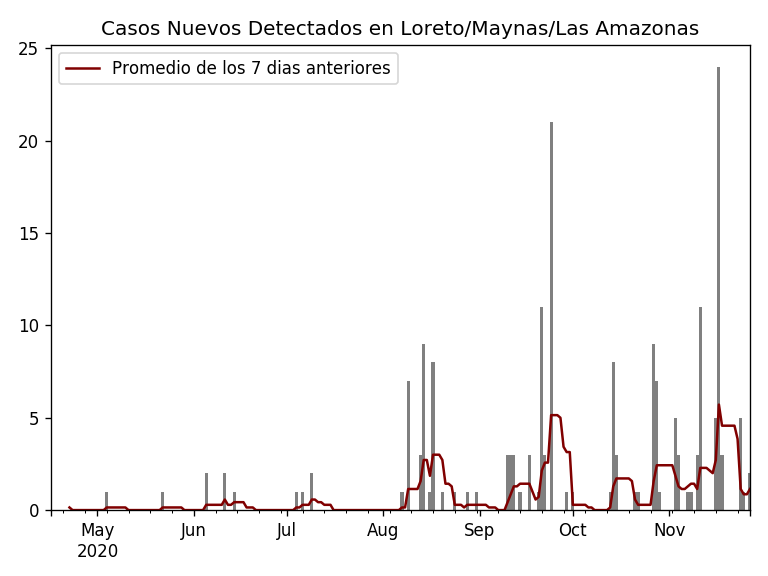 Casos Nuevos Detectados en Loreto/Maynas/Las Amazonas
Promedio de los 7 dias anteriores
25
20
15
10
5
0
May Jun Jul Aug Sep Oct Nov
2020